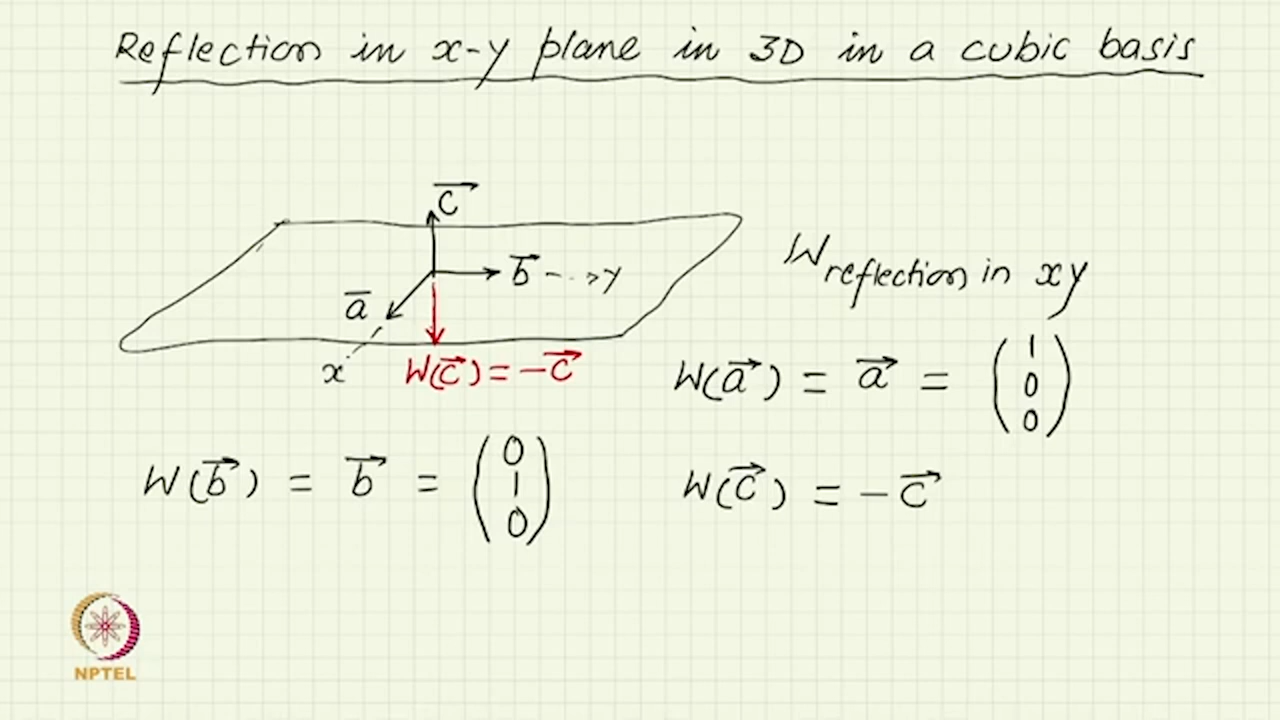 Reflection in x-y plane in 3D in a cubic basis
c⃗
b⃗ -..> y
a̅
x
W(c⃗) = -c⃗
W reflection in xy
W(a⃗) = a⃗ = (1 0 0)
W(b⃗) = b⃗ = (0 1 0)
W(c⃗) = -c⃗
NPTEL